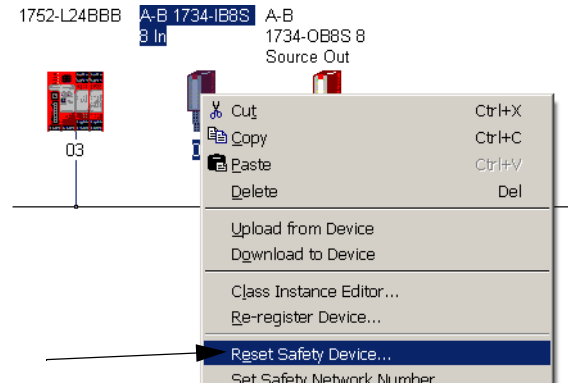 1752-L24BBB
A-B 1734-IB8S
8 In
A-B
1734-OB8S 8
Source Out
03
Cut Ctrl+X
Copy Ctrl+C
Paste Ctrl+V
Delete Del
Upload from Device
Download to Device
Class Instance Editor...
Re-register Device...
Reset Safety Device...
Set Safety Network Number